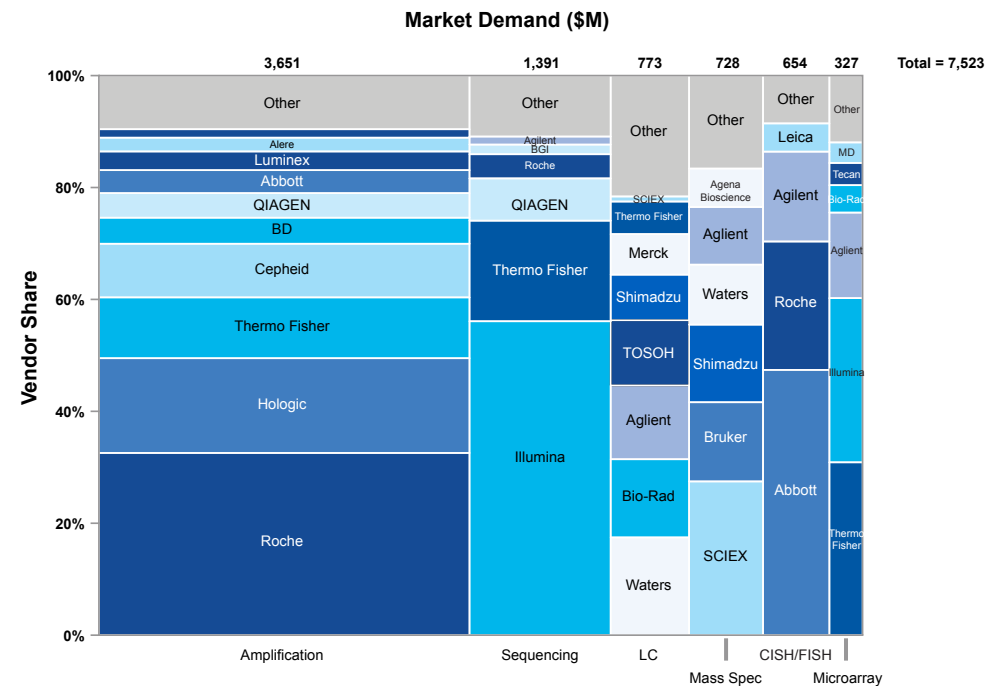 Market Demand ($M)
3,651
1,391
773
728
654
327
Total = 7,523
Vendor Share
100%
80%
60%
40%
20%
0%
Other
Alere
Luminex
Abbott
QIAGEN
BD
Cepheid
Thermo Fisher
Hologic
Roche
Other
Agilent
BGI
Roche
QIAGEN
Thermo Fisher
Illumina
Other
SCIEX
Thermo Fisher
Merck
Shimadzu
TOSOH
Aglient
Bio-Rad
Waters
Other
Agena
Bioscience
Aglient
Waters
Shimadzu
Bruker
SCIEX
Other
Leica
Agilent
Roche
Abbott
Other
MD
Tecan
Bio-Rad
Aglient
Illumina
Thermo
Fisher
Amplification
Sequencing
LC
Mass Spec
CISH/FISH
Microarray